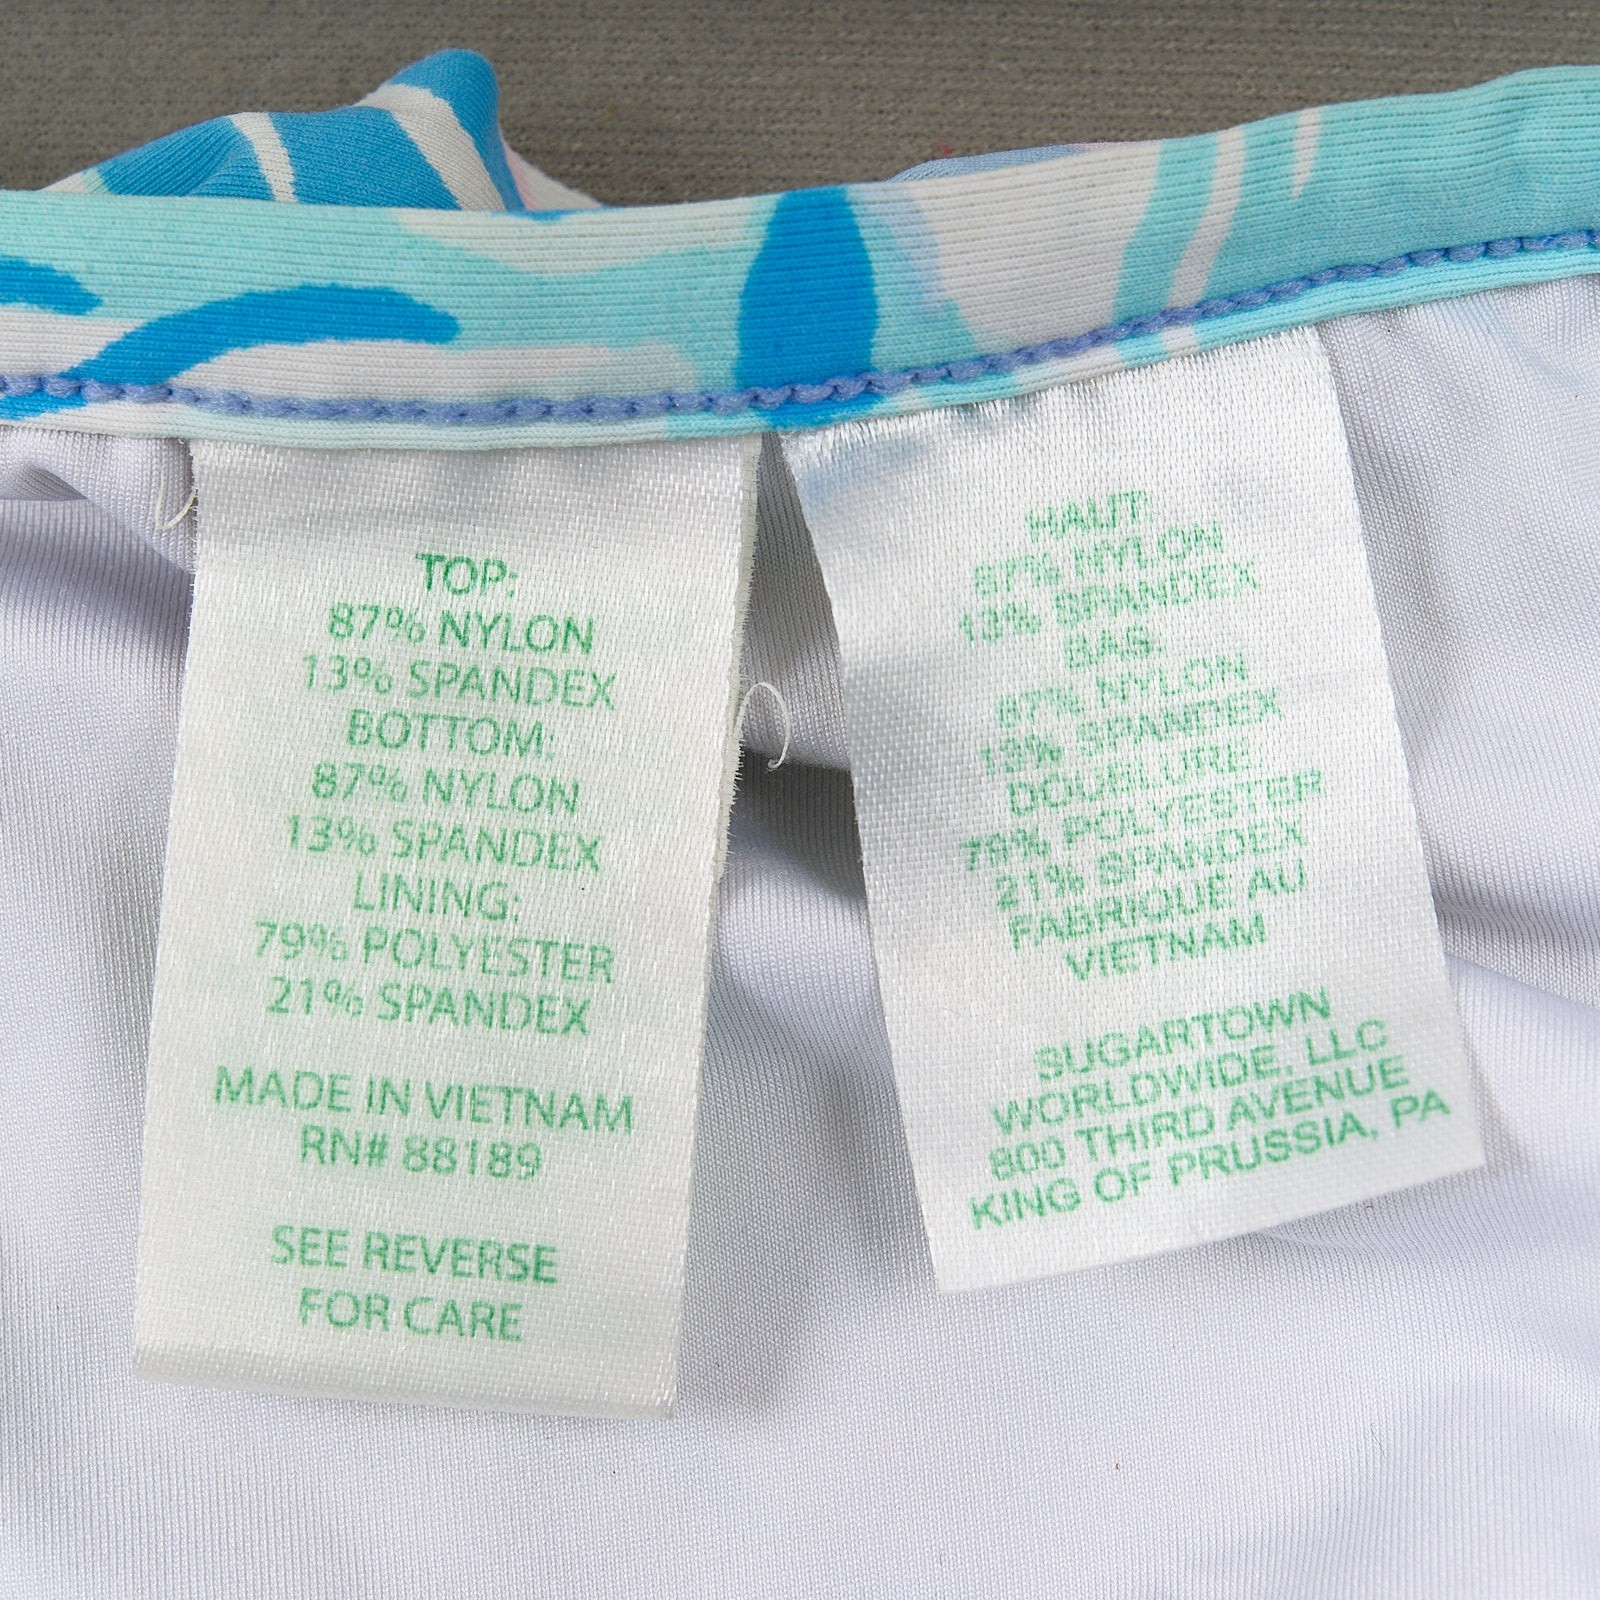 TOP:
87% NYLON
13% SPANDEX
BOTTOM:
87% NYLON
13% SPANDEX
LINING:
79% POLYESTER
21% SPANDEX
MADE IN VIETNAM
RN# 88189
SEE REVERSE
FOR CARE
HAUT:
87% NYLON
13% SPANDEX
BAS
87% NYLON
13% SPANDEX
DOUBLURE
79% POLYESTER
21% SPANDEX
FABRIQUÉ AU
VIETNAM
SUGARTOWN
WORLDWIDE, LLC
800 THIRD AVENUE
KING OF PRUSSIA, PA